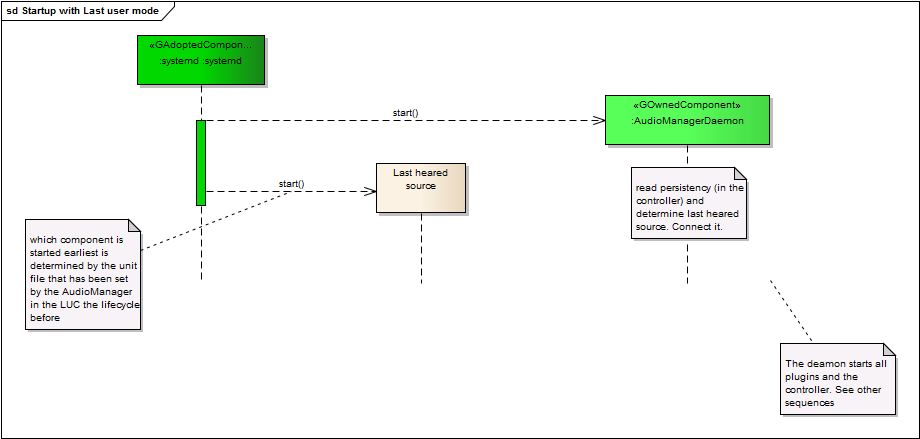 sd Startup with Last user mode
«GAdoptedCompon...
:systemd :systemd
start()
«GOwnedComponent»
:AudioManagerDaemon
start()
Last heared
source
read persistency (in the
controller) and
determine last heared
source. Connect it.
which component is
started earliest is
determined by the unit
file that has been set
by the AudioManager
in the LUC the lifecycle
before
The deamon starts all
plugins and the
controller. See other
sequences